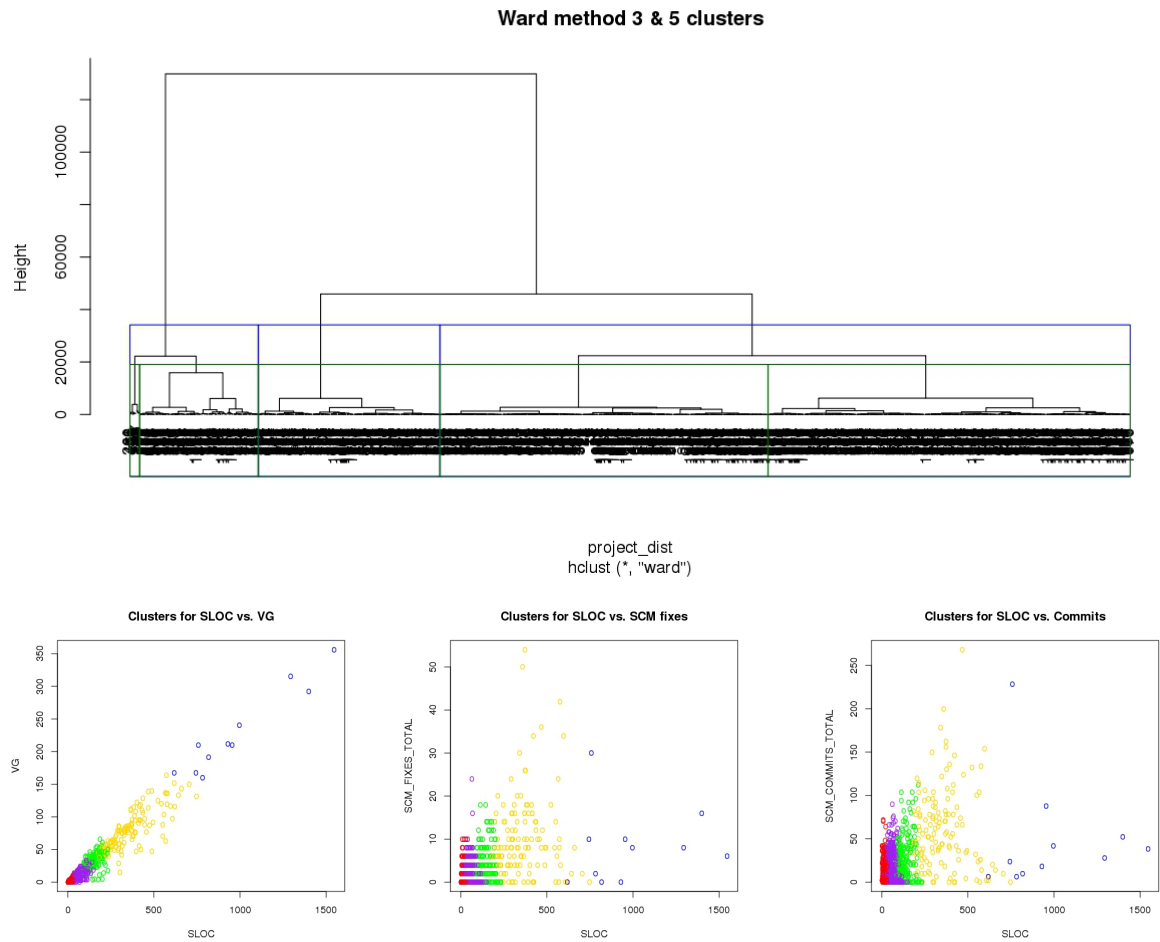 Ward method 3 & 5 clusters
Height
0
20000
60000
100000
project_dist
hclust (*, "ward")
Clusters for SLOC vs. VG
VG
0
50
100
150
200
250
300
350
0
500
1000
1500
SLOC
Clusters for SLOC vs. SCM fixes
SCM_FIXES_TOTAL
0
10
20
30
40
50
0
500
1000
1500
SLOC
Clusters for SLOC vs. Commits
SCM_COMMITS_TOTAL
0
50
100
150
200
250
0
500
1000
1500
SLOC